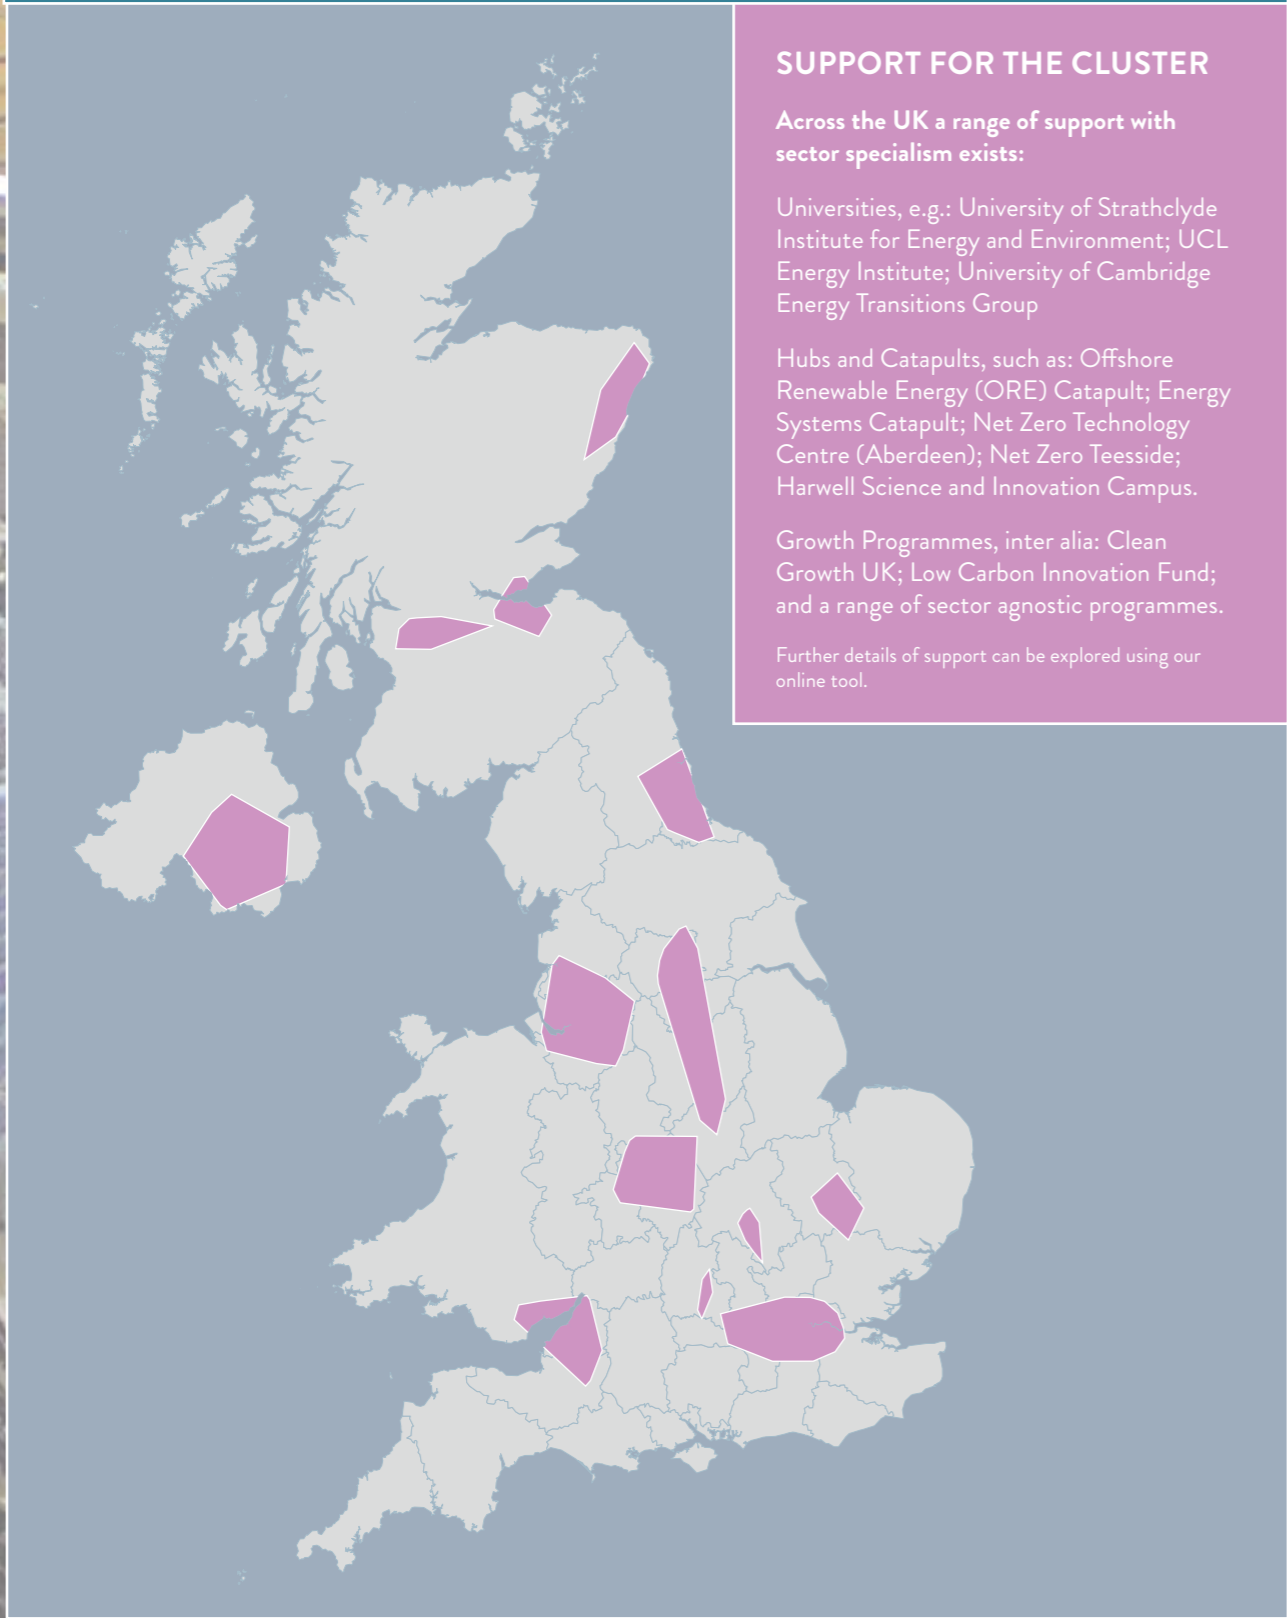 SUPPORT FOR THE CLUSTER
Across the UK a range of support with
sector specialism exists:
Universities, e.g.: University of Strathclyde
Institute for Energy and Environment; UCL
Energy Institute; University of Cambridge
Energy Transitions Group
Hubs and Catapults, such as: Offshore
Renewable Energy (ORE) Catapult; Energy
Systems Catapult; Net Zero Technology
Centre (Aberdeen); Net Zero Teesside;
Harwell Science and Innovation Campus.
Growth Programmes, inter alia: Clean
Growth UK; Low Carbon Innovation Fund;
and a range of sector agnostic programmes.
Further details of support can be explored using our
online tool.